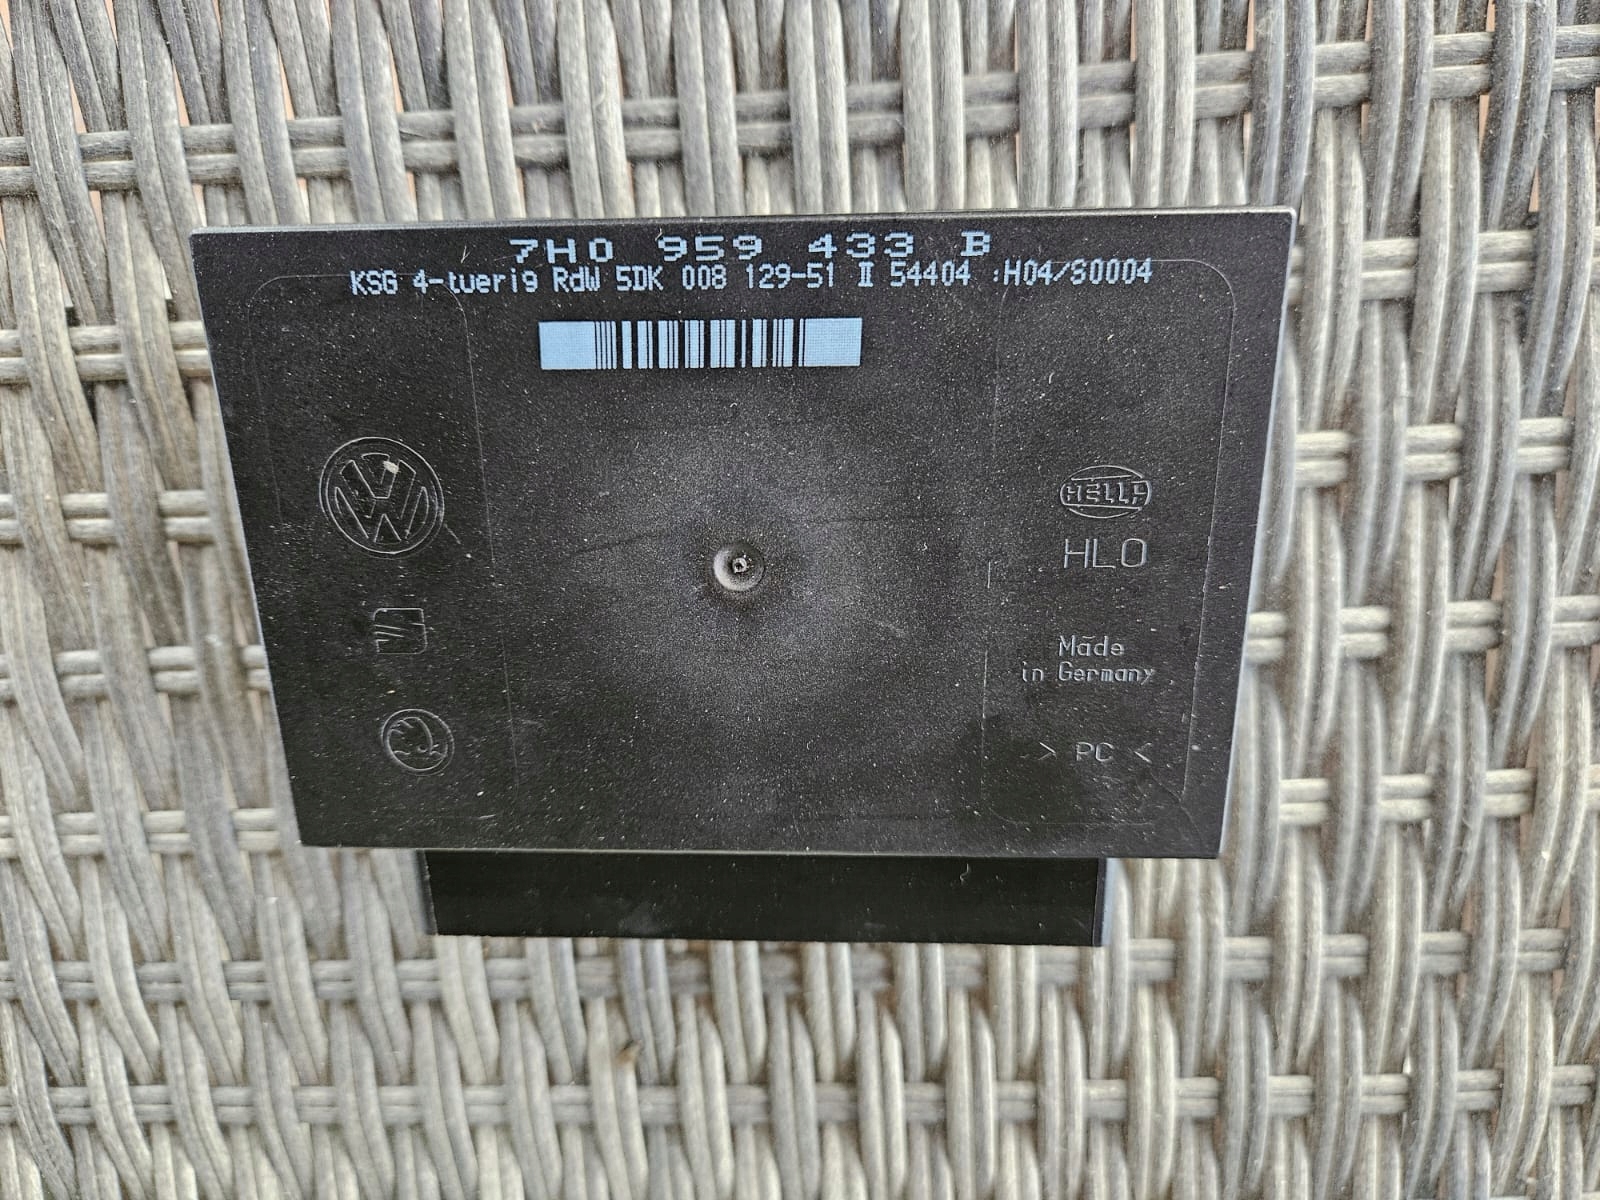 7H0 959 433 B
KSG 4-tuerig RdW 5DK 008 129-51 II 54404 :H04/S0004
HELLA
HLO
Made
in Germany
> PC <